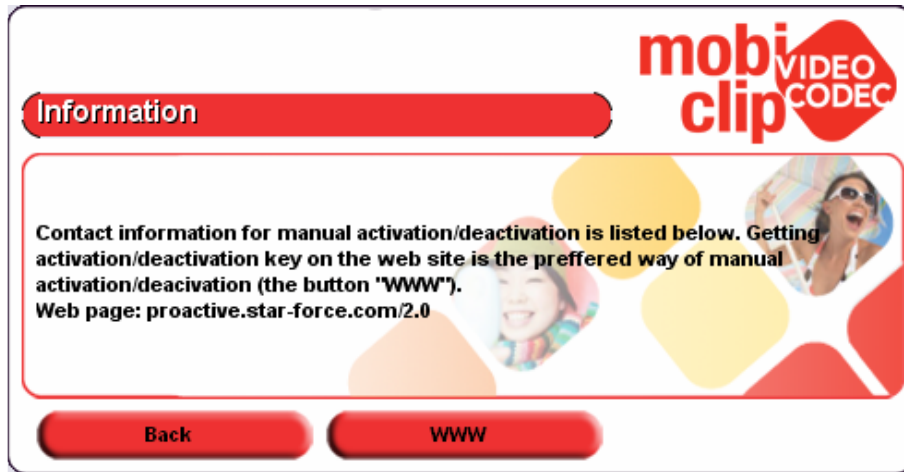 mobi
clip
VIDEO
CODEC
Information
Contact information for manual activation/deactivation is listed below. Getting
activation/deactivation key on the web site is the preffered way of manual
activation/deacivation (the button "WWW").
Web page: proactive.star-force.com/2.0
Back
WWW